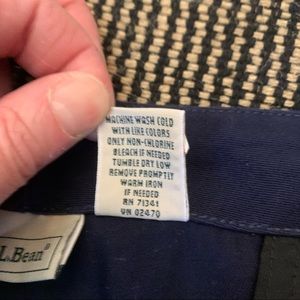 MACHINE WASH COLD
WITH LIKE COLORS
ONLY NON-CHLORINE
BLEACH IF NEEDED
TUMBLE DRY LOW
REMOVE PROMPTLY
WARM IRON
IF NEEDED
RN 71341
VN 02470
L.Bean®